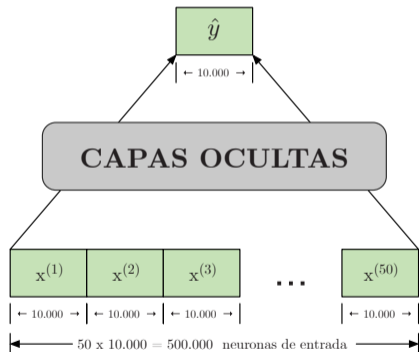 ŷ
← 10.000 →
CAPAS OCULTAS
x⁽¹⁾ x⁽²⁾ x⁽³⁾ ... x⁽⁵⁰⁾
← 10.000 → ← 10.000 → ← 10.000 → ← 10.000 →
50 x 10.000 = 500.000 neuronas de entrada